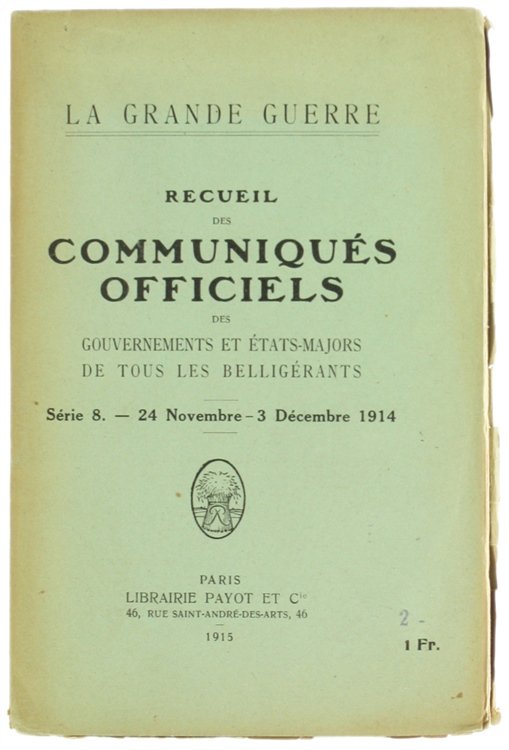 LA GRANDE GUERRE
RECUEIL
DES
COMMUNIQUÉS
OFFICIELS
DES
GOUVERNEMENTS ET ÉTATS-MAJORS
DE TOUS LES BELLIGÉRANTS
Série 8. — 24 Novembre – 3 Décembre 1914
PARIS
LIBRAIRIE PAYOT ET Cie
46, RUE SAINT-ANDRÉ-DES-ARTS, 46
1915
2 -
1 Fr.